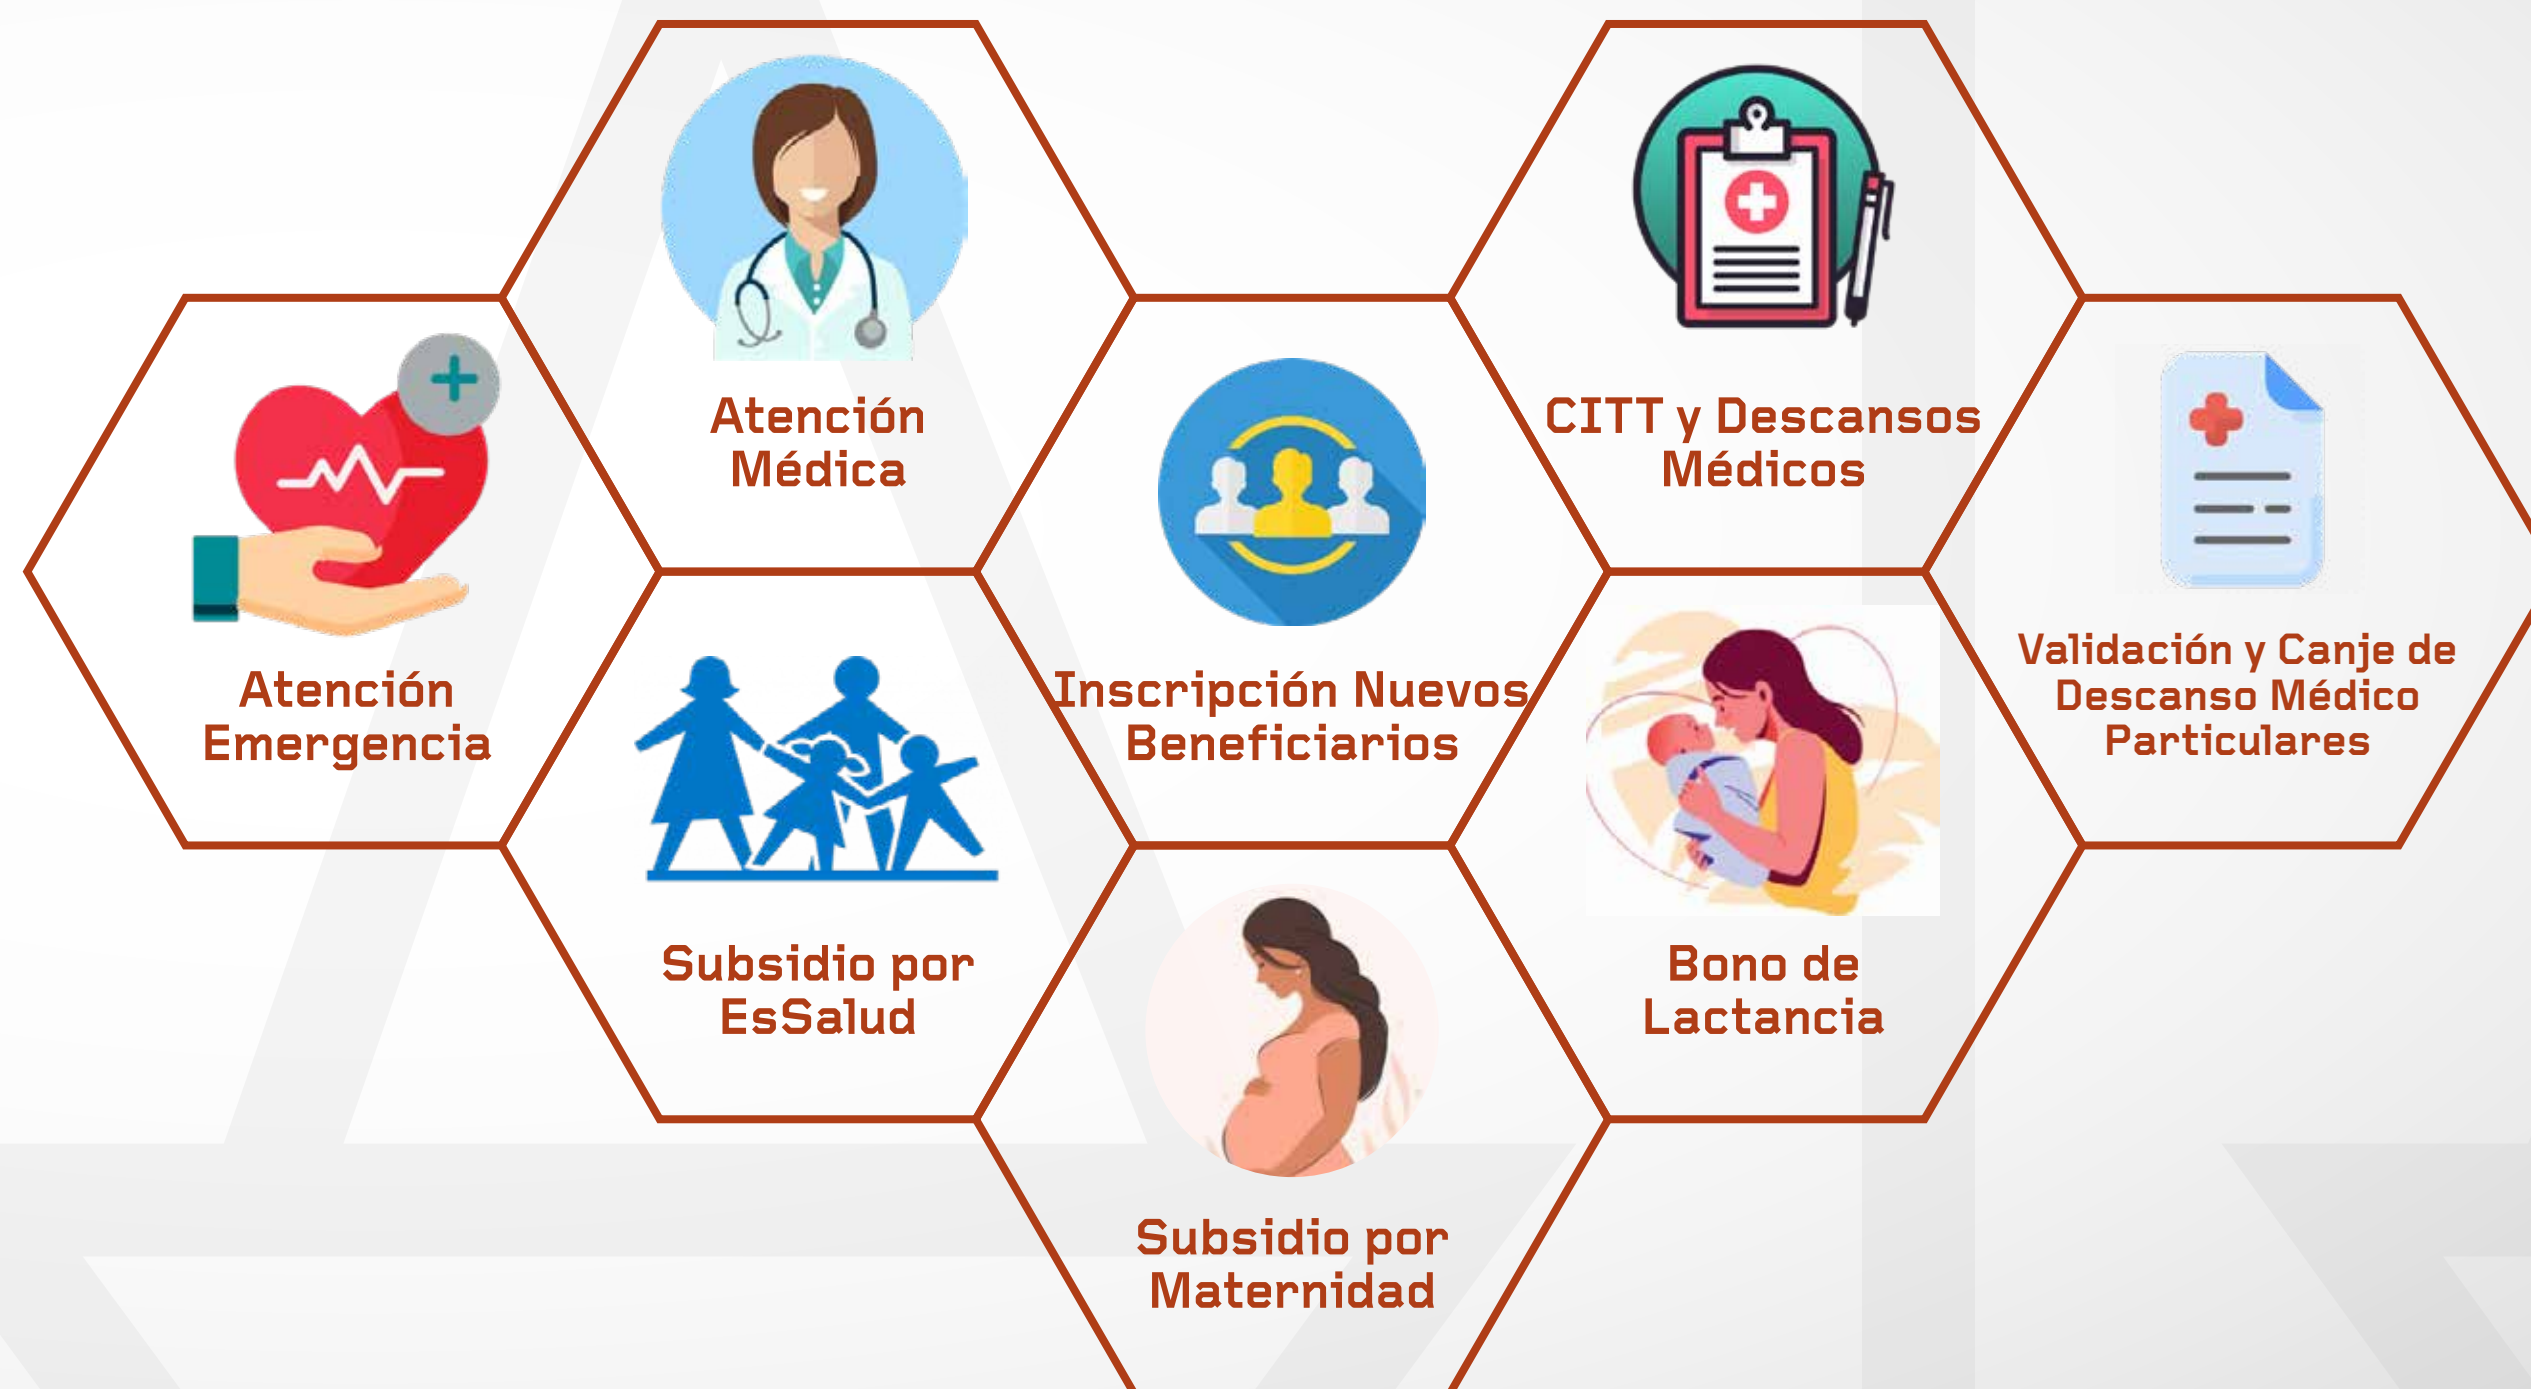 Atención
Médica
CITT y Descansos
Médicos
Atención
Emergencia
Inscripción Nuevos
Beneficiarios
Validación y Canje de
Descanso Médico
Particulares
Subsidio por
EsSalud
Bono de
Lactancia
Subsidio por
Maternidad